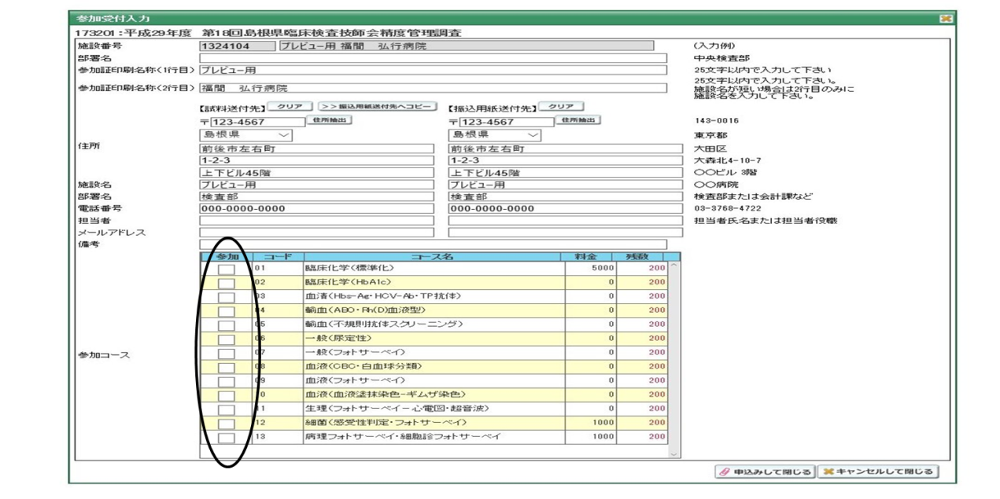 参加受付入力
173201:平成29年度 第18回島根県臨床検査技師会精度管理調査
施設番号 1324104 プレビュー用 福間 弘行病院 (入力例)
部署名 中央検査部
参加証印刷名称(1行目) プレビュー用 25文字以内で入力して下さい
参加証印刷名称(2行目) 福間 弘行病院 25文字以内で入力して下さい。
施設名が短い場合は2行目のみに
施設名を入力して下さい。
【試料送付先】 クリア >>振込用紙送付先へコピー 【振込用紙送付先】 クリア
〒 123-4567 住所抽出 〒 123-4567 住所抽出 143-0016
島根県 島根県 東京都
住所 前後市左右町 前後市左右町 大田区
1-2-3 1-2-3 大森北4-10-7
上下ビル45階 上下ビル45階 〇〇ビル 3階
施設名 プレビュー用 プレビュー用 〇〇病院
部署名 検査部 検査部 検査部または会計課など
電話番号 000-0000-0000 000-0000-0000 03-3768-4722
担当者 担当者氏名または担当者役職
メールアドレス
備考
参加 コード コース名 料金 残数
01 臨床化学(標準化) 5000 200
02 臨床化学(HbA1c) 0 200
03 血清(Hbs-Ag・HCV-Ab・TP抗体) 0 200
04 輸血(ABO・Rh(D)血液型) 0 200
05 輸血(不規則抗体スクリーニング) 0 200
06 一般(尿定性) 0 200
参加コース 07 一般(フォトサーベイ) 0 200
08 血液(CBC・白血球分類) 0 200
09 血液(フォトサーベイ) 0 200
10 血液(血液塗抹染色-ギムザ染色) 0 200
11 生理(フォトサーベイー心電図・超音波) 0 200
12 細菌(感受性判定・フォトサーベイ) 1000 200
13 病理フォトサーベイ・細胞診フォトサーベイ 1000 200
申込みして閉じる キャンセルして閉じる